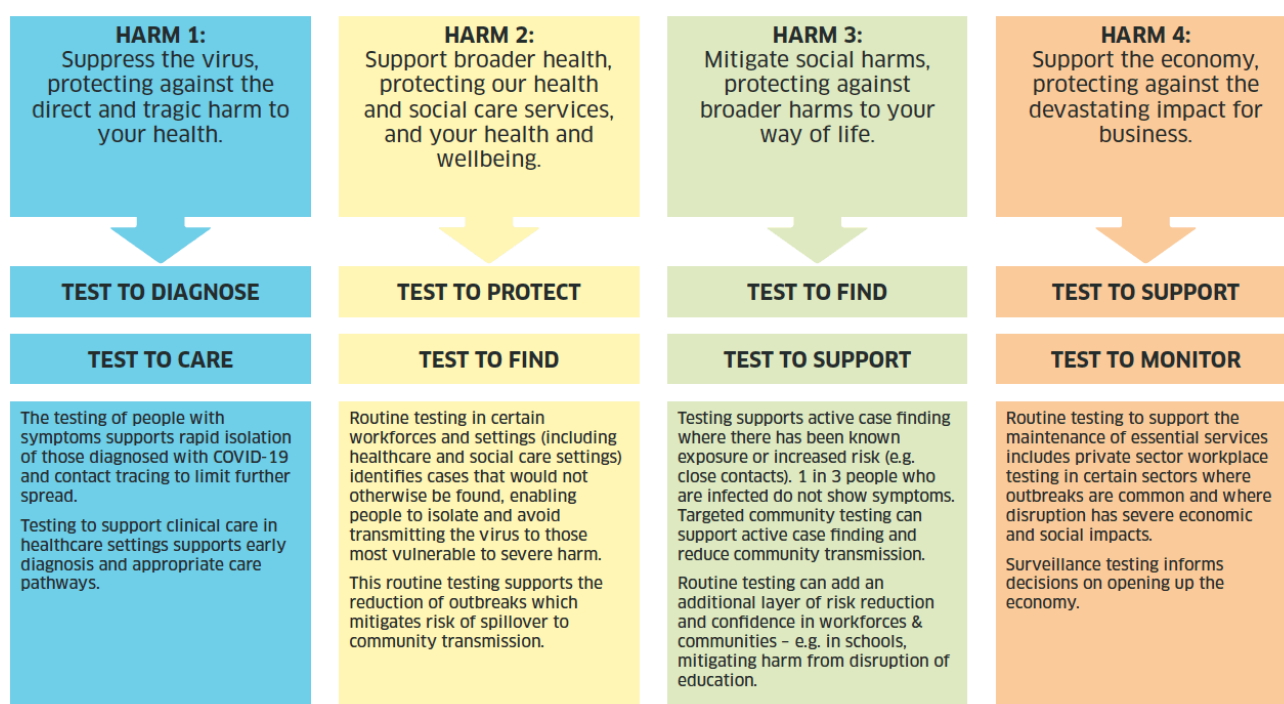 HARM 1:
Suppress the virus,
protecting against the
direct and tragic harm to
your health.
TEST TO DIAGNOSE
TEST TO CARE
The testing of people with
symptoms supports rapid isolation
of those diagnosed with COVID-19
and contact tracing to limit further
spread.
Testing to support clinical care in
healthcare settings supports early
diagnosis and appropriate care
pathways.
HARM 2:
Support broader health,
protecting our health
and social care services,
and your health and
wellbeing.
TEST TO PROTECT
TEST TO FIND
Routine testing in certain
workforces and settings (including
healthcare and social care settings)
identifies cases that would not
otherwise be found, enabling
people to isolate and avoid
transmitting the virus to those
most vulnerable to severe harm.
This routine testing supports the
reduction of outbreaks which
mitigates risk of spillover to
community transmission.
HARM 3:
Mitigate social harms,
protecting against
broader harms to your
way of life.
TEST TO FIND
TEST TO SUPPORT
Testing supports active case finding
where there has been known
exposure or increased risk (e.g.
close contacts). 1 in 3 people who
are infected do not show symptoms.
Targeted community testing can
support active case finding and
reduce community transmission.
Routine testing can add an
additional layer of risk reduction
and confidence in workforces &
communities – e.g. in schools,
mitigating harm from disruption of
education.
HARM 4:
Support the economy,
protecting against the
devastating impact for
business.
TEST TO SUPPORT
TEST TO MONITOR
Routine testing to support the
maintenance of essential services
includes private sector workplace
testing in certain sectors where
outbreaks are common and where
disruption has severe economic
and social impacts.
Surveillance testing informs
decisions on opening up the
economy.